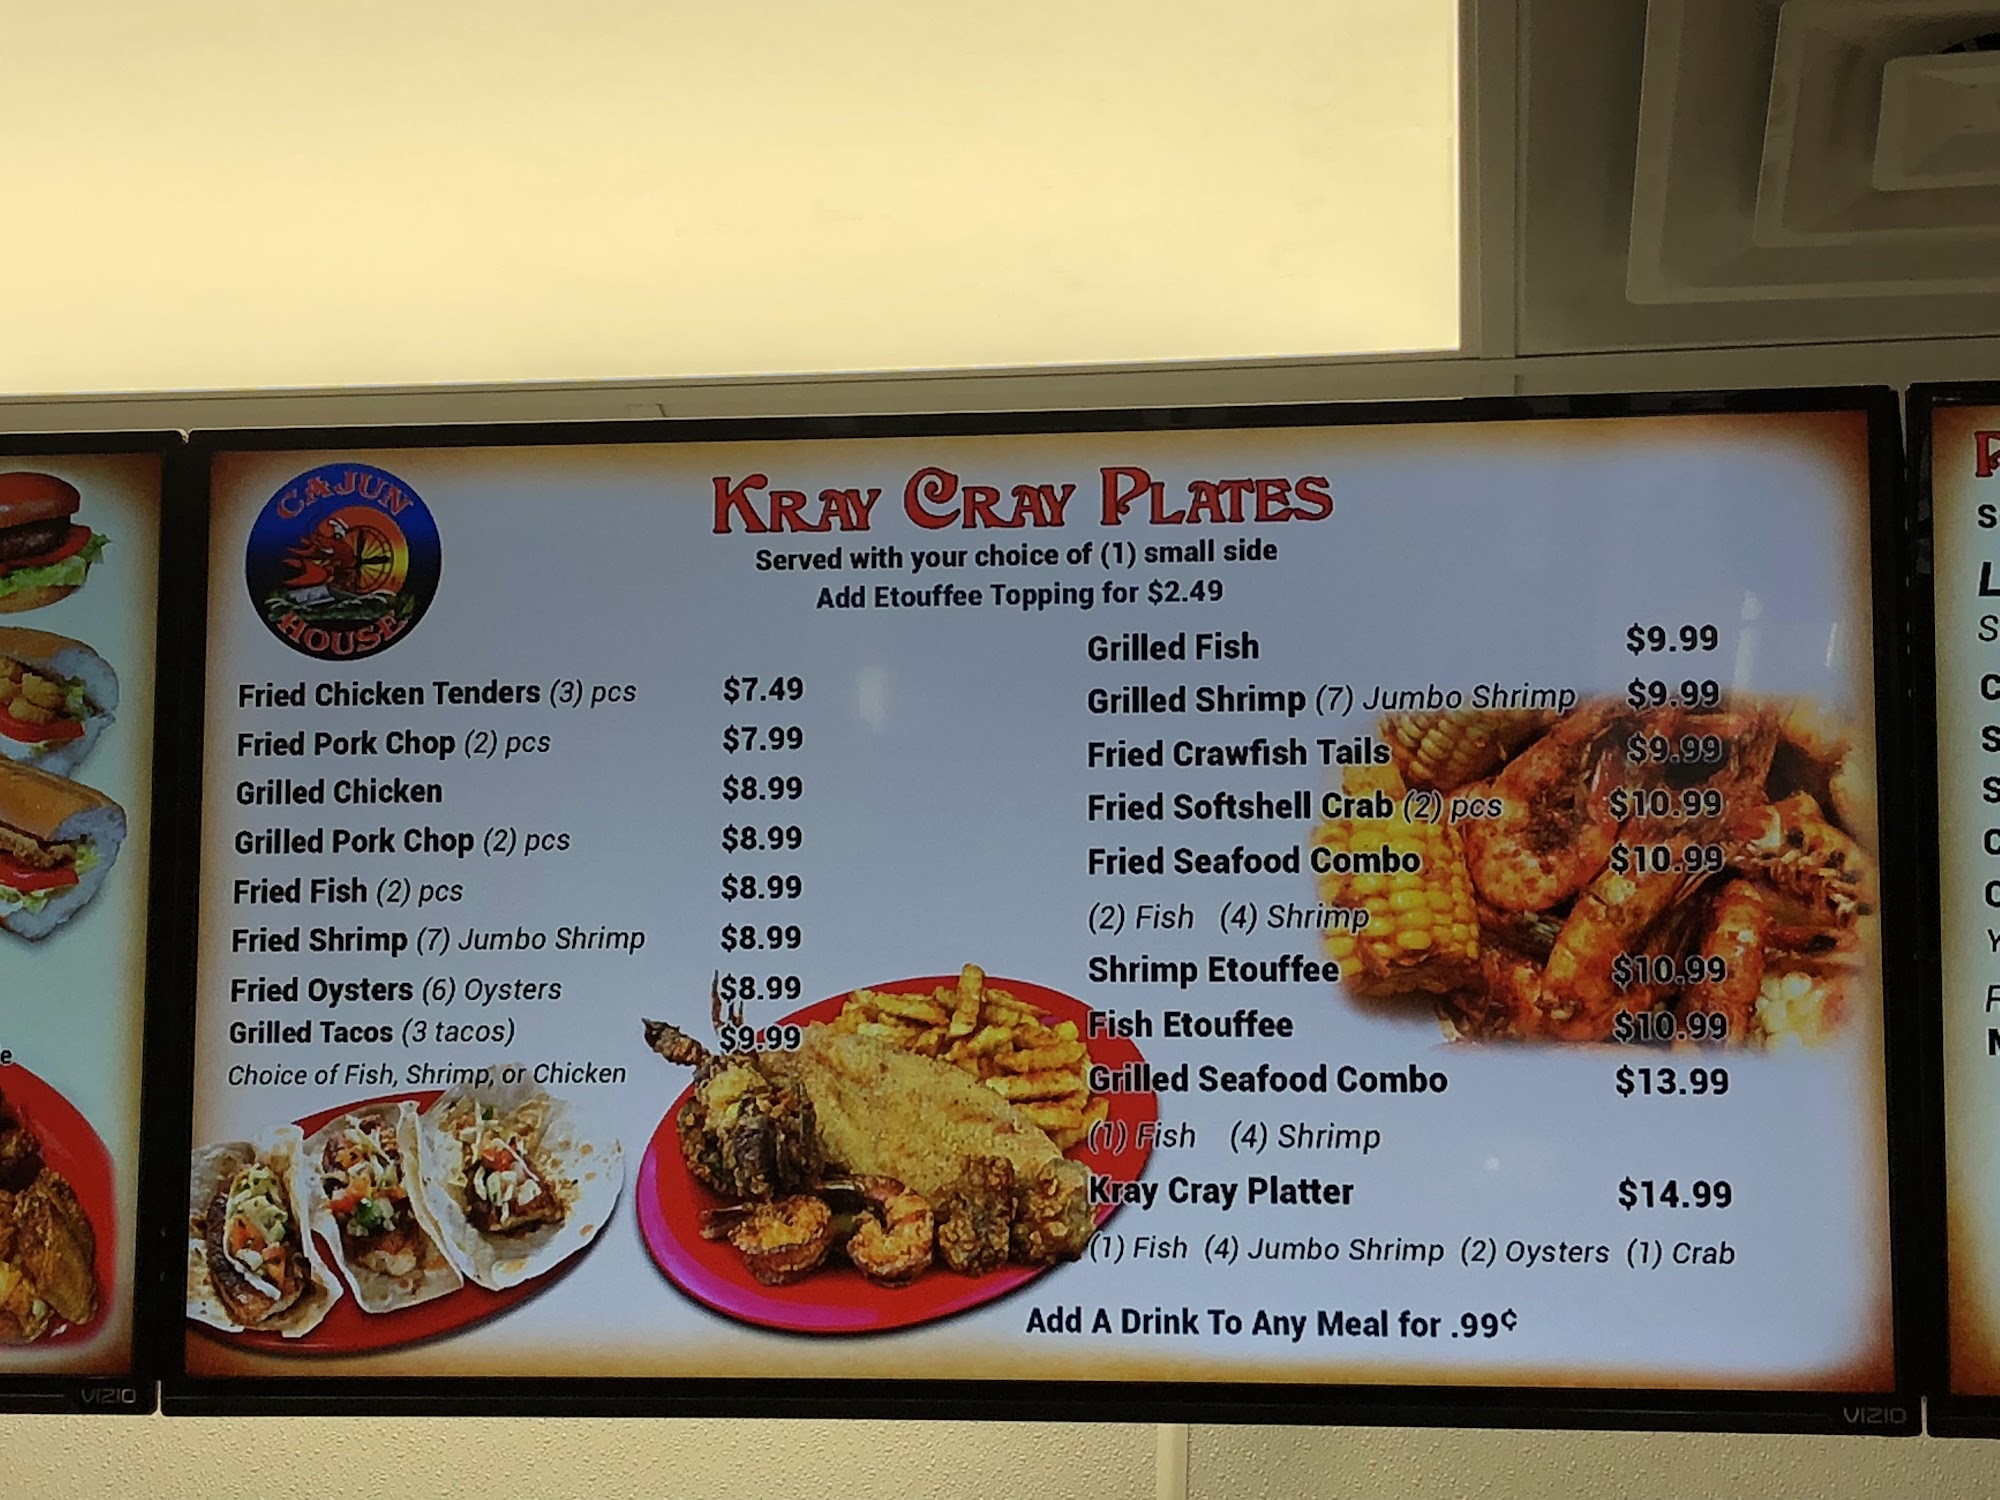 CAJUN
HOUSE
KRAY CRAY PLATES
Served with your choice of (1) small side
Add Etouffee Topping for $2.49
Fried Chicken Tenders (3) pcs $7.49
Fried Pork Chop (2) pcs $7.99
Grilled Chicken $8.99
Grilled Pork Chop (2) pcs $8.99
Fried Fish (2) pcs $8.99
Fried Shrimp (7) Jumbo Shrimp $8.99
Fried Oysters (6) Oysters $8.99
Grilled Tacos (3 tacos) $9.99
Choice of Fish, Shrimp, or Chicken
Grilled Fish $9.99
Grilled Shrimp (7) Jumbo Shrimp $9.99
Fried Crawfish Tails $9.99
Fried Softshell Crab (2) pcs $10.99
Fried Seafood Combo $10.99
(2) Fish (4) Shrimp
Shrimp Etouffee $10.99
Fish Etouffee $10.99
Grilled Seafood Combo $13.99
(1) Fish (4) Shrimp
Kray Cray Platter $14.99
(1) Fish (4) Jumbo Shrimp (2) Oysters (1) Crab
Add A Drink To Any Meal for .99¢
VIZIO
VIZIO